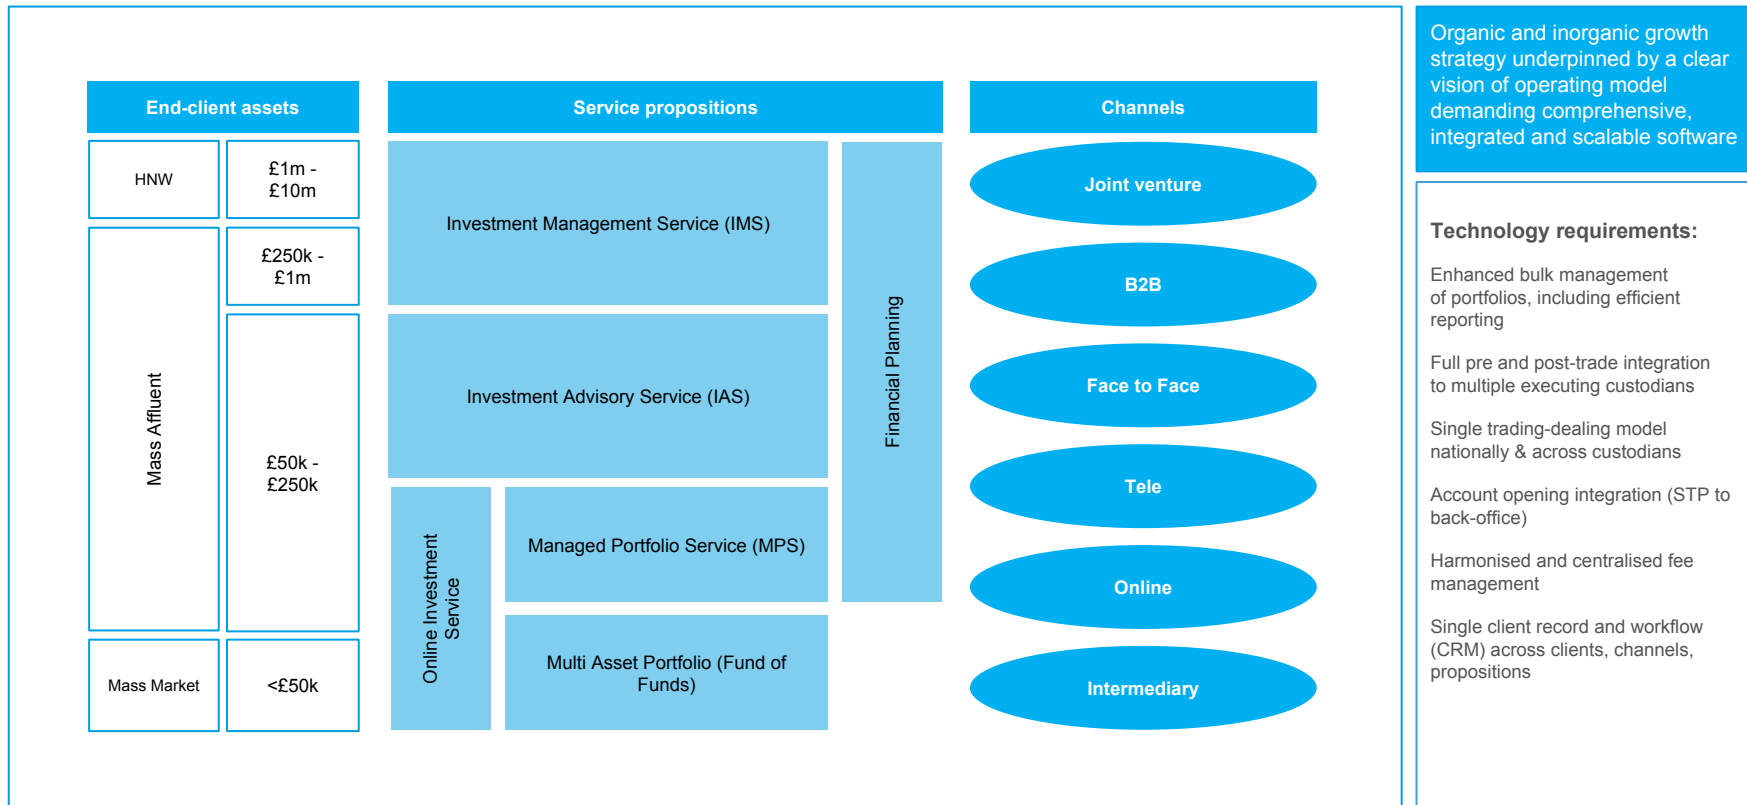 End-client assets
HNW
£1m -
£10m
Mass Affluent
£250k -
£1m
£50k -
£250k
Mass Market
<£50k
Service propositions
Investment Management Service (IMS)
Investment Advisory Service (IAS)
Online Investment
Service
Managed Portfolio Service (MPS)
Multi Asset Portfolio (Fund of
Funds)
Financial Planning
Channels
Joint venture
B2B
Face to Face
Tele
Online
Intermediary
Organic and inorganic growth
strategy underpinned by a clear
vision of operating model
demanding comprehensive,
integrated and scalable software
Technology requirements:
Enhanced bulk management
of portfolios, including efficient
reporting
Full pre and post-trade integration
to multiple executing custodians
Single trading-dealing model
nationally & across custodians
Account opening integration (STP to
back-office)
Harmonised and centralised fee
management
Single client record and workflow
(CRM) across clients, channels,
propositions